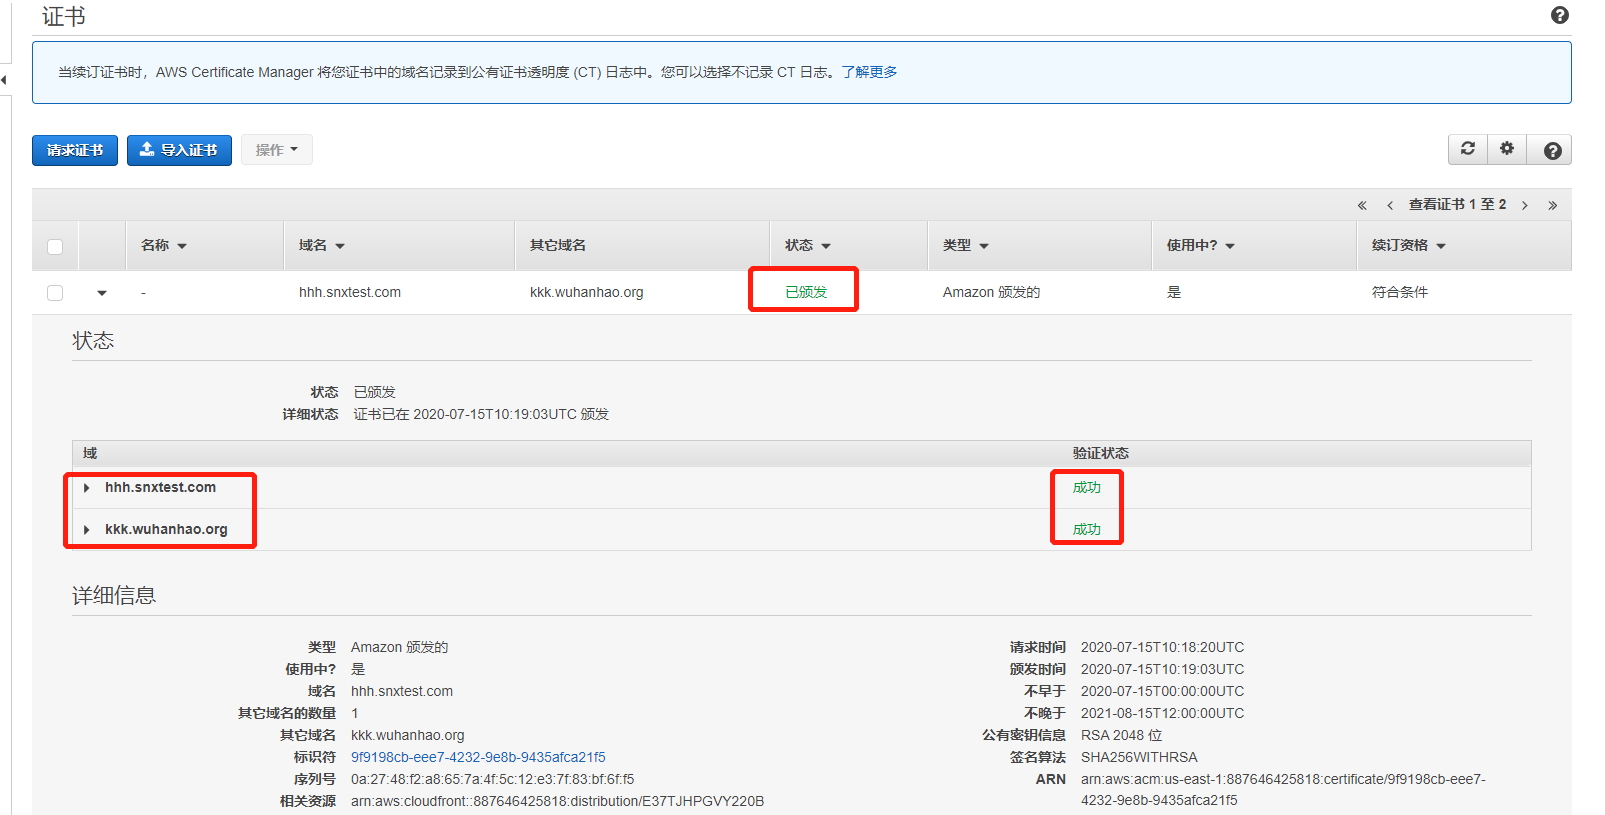 证书
当续订证书时，AWS Certificate Manager 将您证书中的域名记录到公有证书透明度 (CT) 日志中。您可以选择不记录 CT 日志。了解更多
请求证书 导入证书 操作
« ‹ 查看证书 1 至 2 › »
名称 域名 其它域名 状态 类型 使用中? 续订资格
- hhh.snxtest.com kkk.wuhanhao.org 已颁发 Amazon 颁发的 是 符合条件
状态
状态 已颁发
详细状态 证书已在 2020-07-15T10:19:03UTC 颁发
域 验证状态
hhh.snxtest.com 成功
kkk.wuhanhao.org 成功
详细信息
类型 Amazon 颁发的
使用中? 是
域名 hhh.snxtest.com
其它域名的数量 1
其它域名 kkk.wuhanhao.org
标识符 9f9198cb-eee7-4232-9e8b-9435afca21f5
序列号 0a:27:48:f2:a8:65:7a:4f:5c:12:e3:7f:83:bf:6f:f5
相关资源 arn:aws:cloudfront::887646425818:distribution/E37TJHPGVY220B
请求时间 2020-07-15T10:18:20UTC
颁发时间 2020-07-15T10:19:03UTC
不早于 2020-07-15T00:00:00UTC
不晚于 2021-08-15T12:00:00UTC
公有密钥信息 RSA 2048 位
签名算法 SHA256WITHRSA
ARN arn:aws:acm:us-east-1:887646425818:certificate/9f9198cb-eee7-
4232-9e8b-9435afca21f5